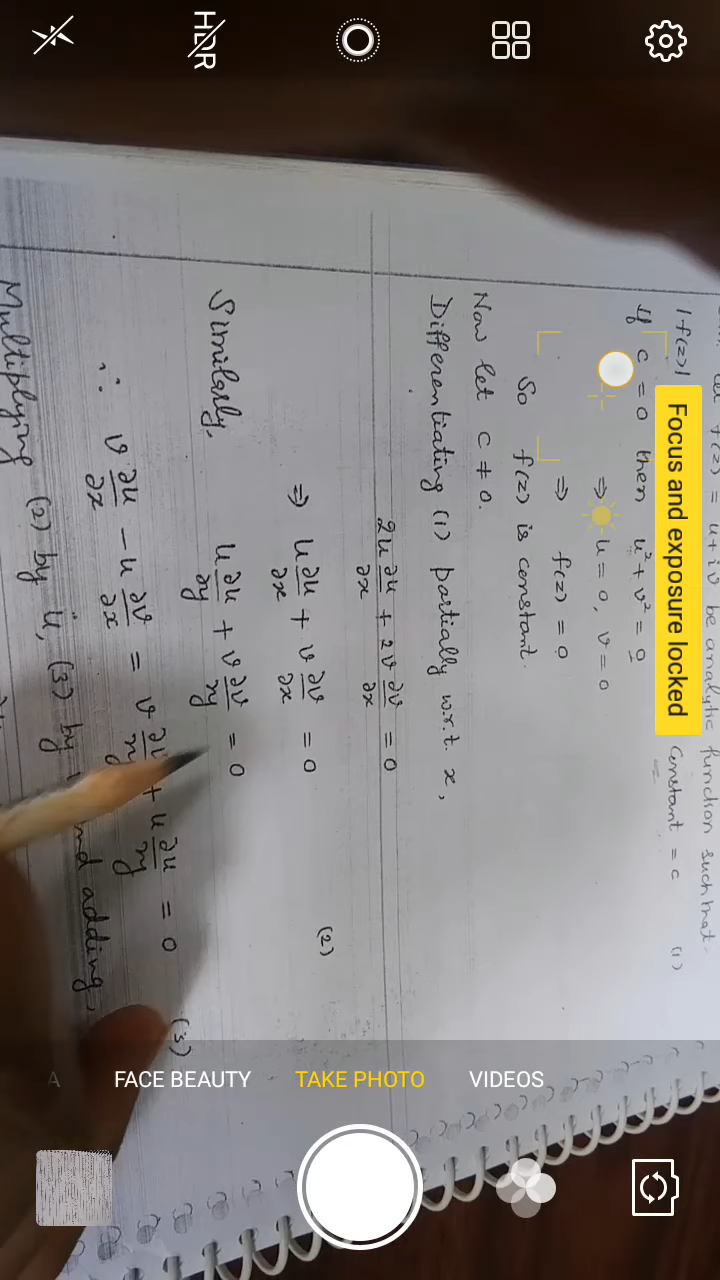 HDR
Focus and exposure locked
let f(z) = u + iv be analytic function such that
|f(z)| constant = c (1)
If c = 0 then u² + v² = 0
⇒ u = 0, v = 0
⇒ f(z) = 0
So f(z) is constant.
Now let c ≠ 0.
Differentiating (1) partially w.r.t. x,
2u ∂u/∂x + 2v ∂v/∂x = 0
⇒ u ∂u/∂x + v ∂v/∂x = 0 (2)
Similarly, u ∂u/∂y + v ∂v/∂y = 0
∴ v ∂u/∂x - u ∂v/∂x = v ∂v/∂y + u ∂u/∂y = 0 (3)
Multiplying (2) by u, (3) by and adding,
A FACE BEAUTY TAKE PHOTO VIDEOS